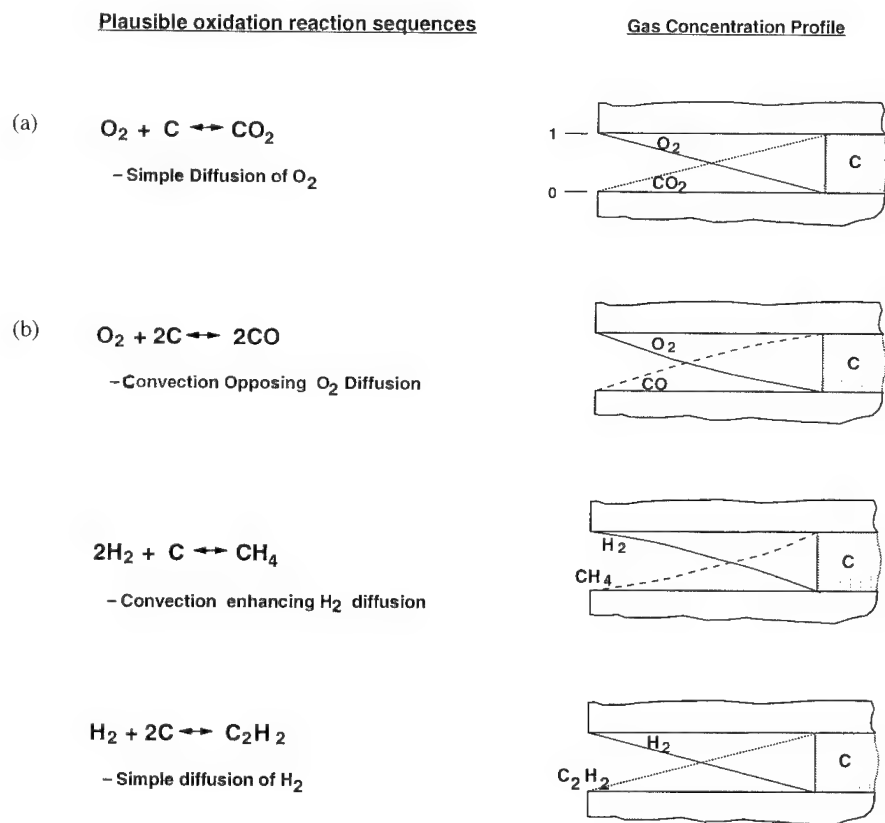 Plausible oxidation reaction sequences
Gas Concentration Profile
(a)
O₂ + C ↔ CO₂
– Simple Diffusion of O₂
1
0
O₂
CO₂
C
(b)
O₂ + 2C ↔ 2CO
– Convection Opposing O₂ Diffusion
O₂
CO
C
2H₂ + C ↔ CH₄
– Convection enhancing H₂ diffusion
H₂
CH₄
C
H₂ + 2C ↔ C₂H₂
– Simple diffusion of H₂
H₂
C₂H₂
C